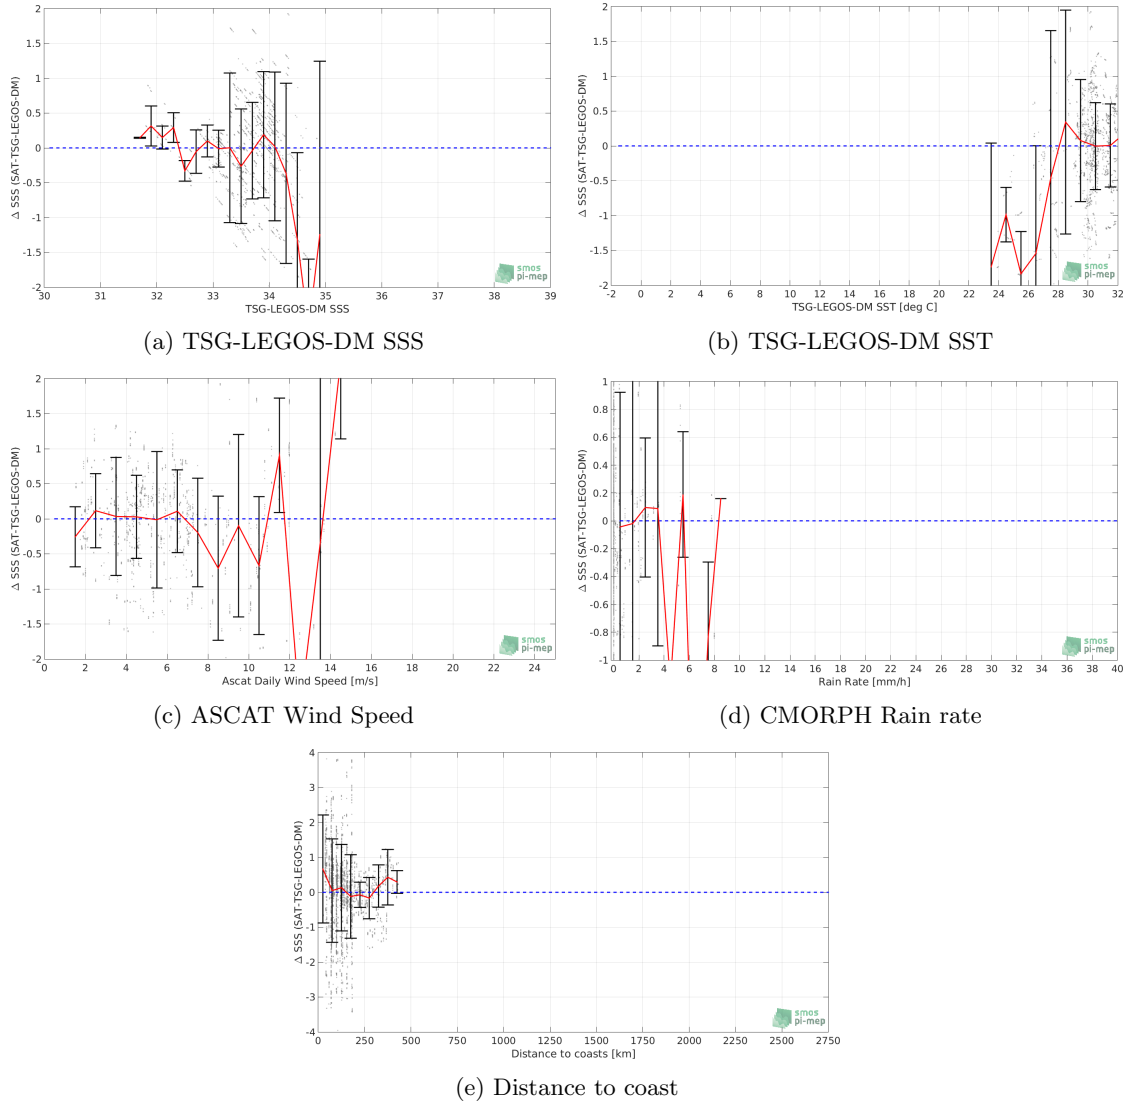 Δ SSS (SAT-TSG-LEGOS-DM)
2
1.5
1
0.5
0
-0.5
-1
-1.5
-2
30 31 32 33 34 35 36 37 38 39
TSG-LEGOS-DM SSS
smos
pi-mep
(a) TSG-LEGOS-DM SSS
Δ SSS (SAT-TSG-LEGOS-DM)
2
1.5
1
0.5
0
-0.5
-1
-1.5
-2
-2 0 2 4 6 8 10 12 14 16 18 20 22 24 26 28 30 32
TSG-LEGOS-DM SST [deg C]
smos
pi-mep
(b) TSG-LEGOS-DM SST
Δ SSS (SAT-TSG-LEGOS-DM)
2
1.5
1
0.5
0
-0.5
-1
-1.5
-2
0 2 4 6 8 10 12 14 16 18 20 22 24
Ascat Daily Wind Speed [m/s]
smos
pi-mep
(c) ASCAT Wind Speed
Δ SSS (SAT-TSG-LEGOS-DM)
1
0.8
0.6
0.4
0.2
0
-0.2
-0.4
-0.6
-0.8
-1
0 2 4 6 8 10 12 14 16 18 20 22 24 26 28 30 32 34 36 38 40
Rain Rate [mm/h]
smos
pi-mep
(d) CMORPH Rain rate
Δ SSS (SAT-TSG-LEGOS-DM)
4
3
2
1
0
-1
-2
-3
-4
0 250 500 750 1000 1250 1500 1750 2000 2250 2500 2750
Distance to coasts [km]
smos
pi-mep
(e) Distance to coast